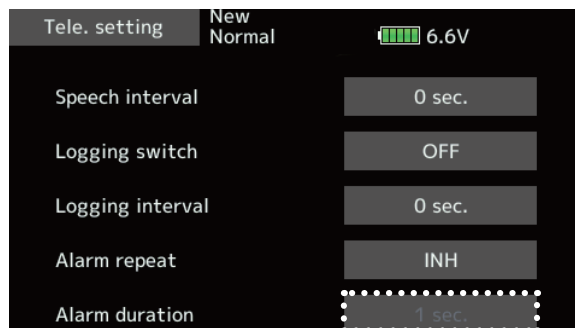 Tele. setting New Normal 6.6V
Speech interval 0 sec.
Logging switch OFF
Logging interval 0 sec.
Alarm repeat INH
Alarm duration 1 sec.